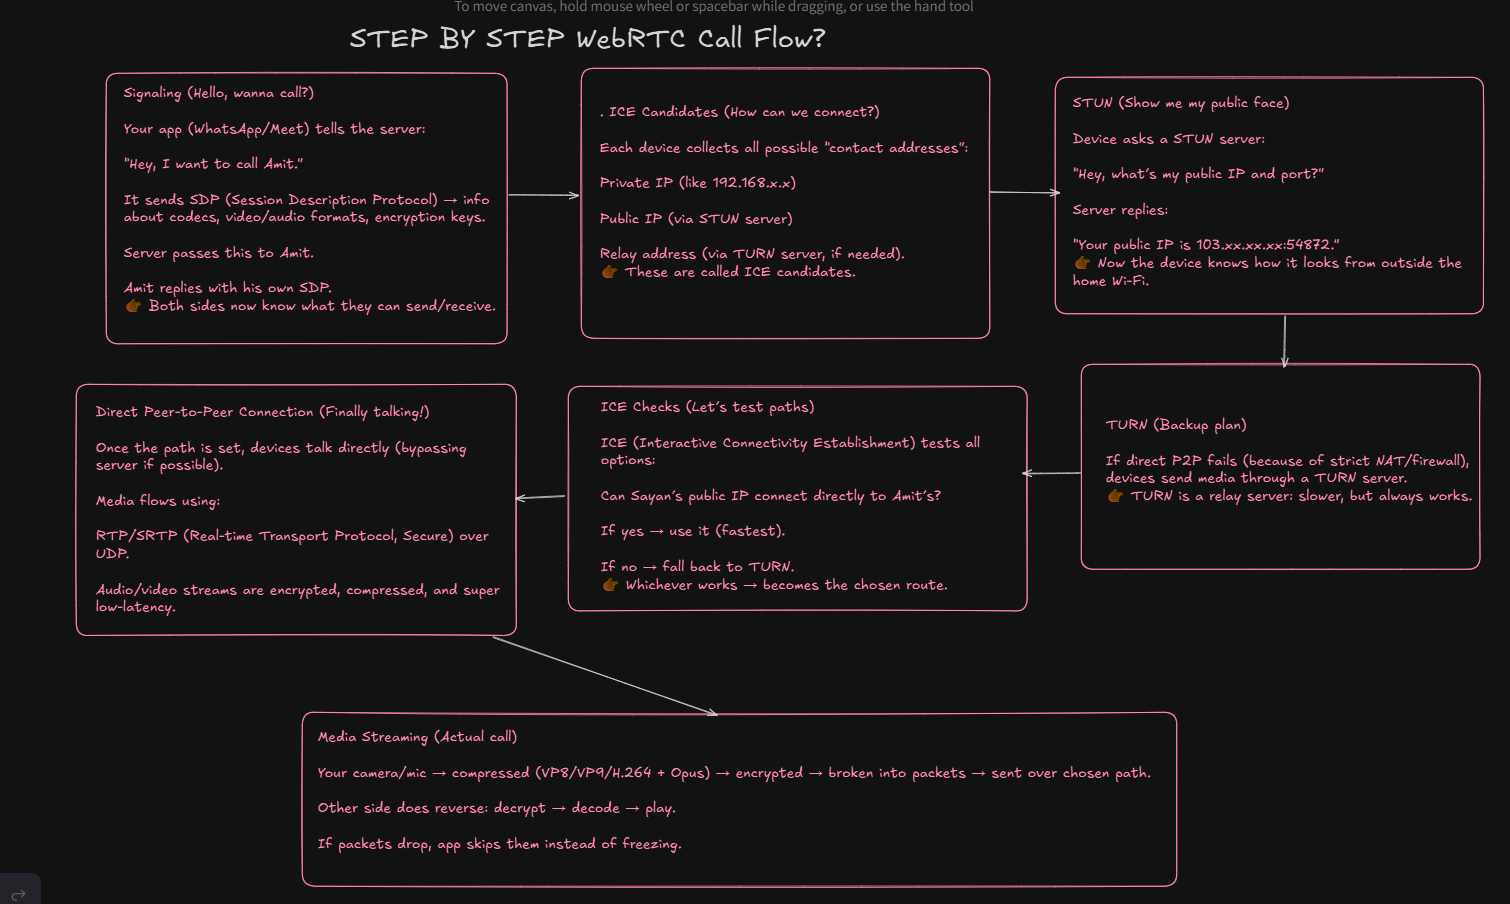 To move canvas, hold mouse wheel or spacebar while dragging, or use the hand tool
STEP BY STEP WebRTC Call Flow?
Signaling (Hello, wanna call?)
Your app (WhatsApp/Meet) tells the server:
"Hey, I want to call Amit."
It sends SDP (Session Description Protocol) → info
about codecs, video/audio formats, encryption keys.
Server passes this to Amit.
Amit replies with his own SDP.
👉 Both sides now know what they can send/receive.
. ICE Candidates (How can we connect?)
Each device collects all possible "contact addresses":
Private IP (like 192.168.x.x)
Public IP (via STUN server)
Relay address (via TURN server, if needed).
👉 These are called ICE candidates.
STUN (Show me my public face)
Device asks a STUN server:
"Hey, what's my public IP and port?"
Server replies:
"Your public IP is 103.xx.xx.xx:54872."
👉 Now the device knows how it looks from outside the
home Wi-Fi.
TURN (Backup plan)
If direct P2P fails (because of strict NAT/firewall),
devices send media through a TURN server.
👉 TURN is a relay server: slower, but always works.
ICE Checks (Let's test paths)
ICE (Interactive Connectivity Establishment) tests all
options:
Can Sayan's public IP connect directly to Amit's?
If yes → use it (fastest).
If no → fall back to TURN.
👉 Whichever works → becomes the chosen route.
Direct Peer-to-Peer Connection (Finally talking!)
Once the path is set, devices talk directly (bypassing
server if possible).
Media flows using:
RTP/SRTP (Real-time Transport Protocol, Secure) over
UDP.
Audio/video streams are encrypted, compressed, and super
low-latency.
Media Streaming (Actual call)
Your camera/mic → compressed (VP8/VP9/H.264 + Opus) → encrypted → broken into packets → sent over chosen path.
Other side does reverse: decrypt → decode → play.
If packets drop, app skips them instead of freezing.